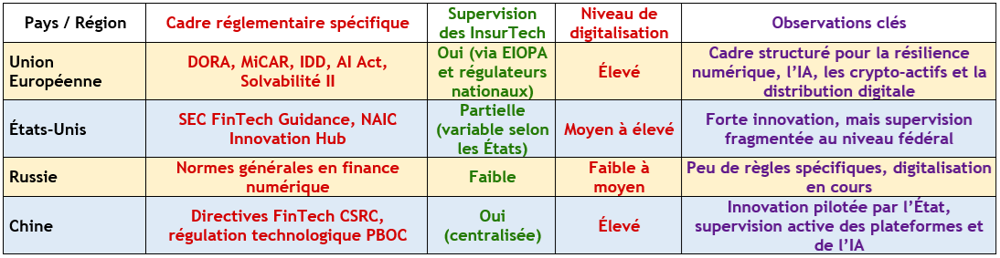 Pays / Région
Cadre réglementaire spécifique
Supervision
des InsurTech
Niveau de
digitalisation
Observations clés
Union
Européenne
DORA, MiCAR, IDD, AI Act,
Solvabilité II
Oui (via EIOPA
et régulateurs
nationaux)
Élevé
Cadre structuré pour la résilience
numérique, l’IA, les crypto-actifs et la
distribution digitale
États-Unis
SEC FinTech Guidance, NAIC
Innovation Hub
Partielle
(variable selon
les États)
Moyen à élevé
Forte innovation, mais supervision
fragmentée au niveau fédéral
Russie
Normes générales en finance
numérique
Faible
Faible à
moyen
Peu de règles spécifiques, digitalisation
en cours
Chine
Directives FinTech CSRC,
régulation technologique PBOC
Oui
(centralisée)
Élevé
Innovation pilotée par l’État,
supervision active des plateformes et
de l’IA